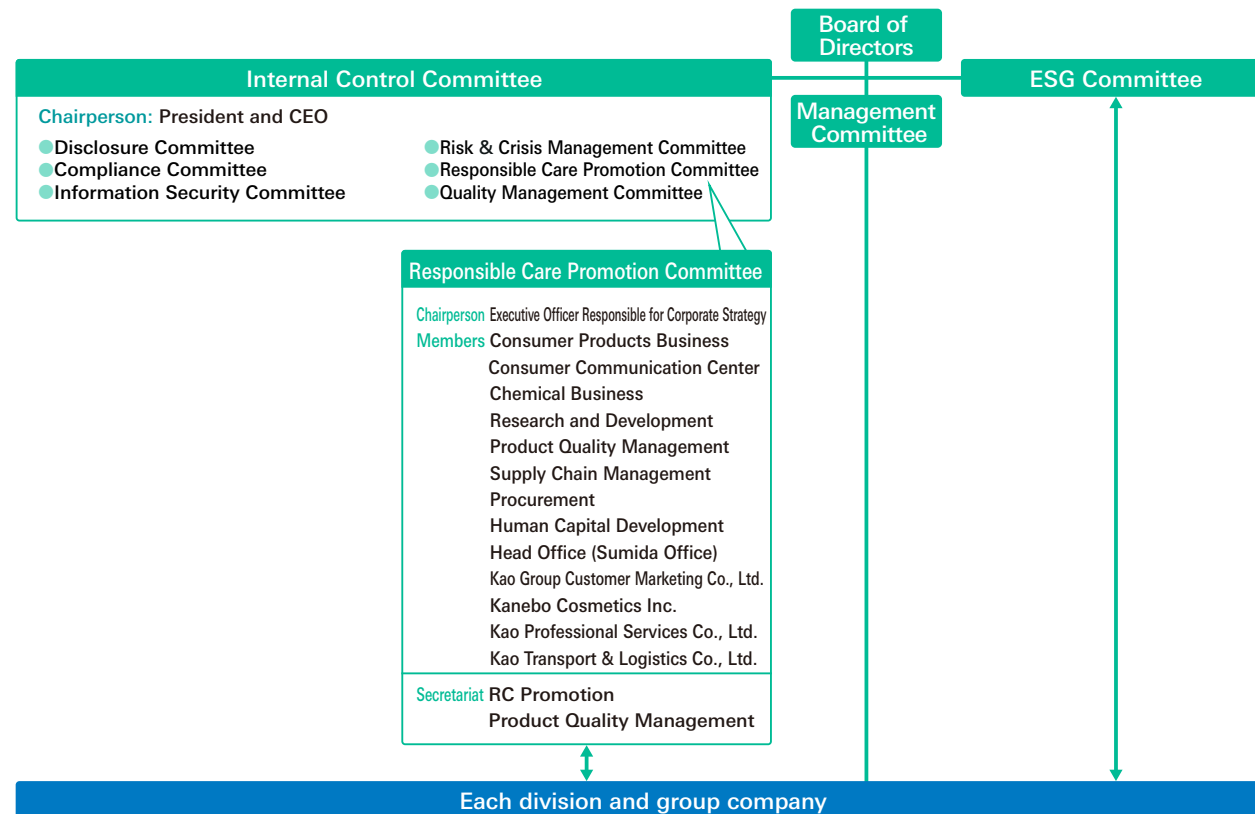 Board of
Directors
Internal Control Committee
ESG Committee
Chairperson: President and CEO
Management
Committee
Disclosure Committee
Compliance Committee
Information Security Committee
Risk & Crisis Management Committee
Responsible Care Promotion Committee
Quality Management Committee
Responsible Care Promotion Committee
Chairperson Executive Officer Responsible for Corporate Strategy
Members Consumer Products Business
Consumer Communication Center
Chemical Business
Research and Development
Product Quality Management
Supply Chain Management
Procurement
Human Capital Development
Head Office (Sumida Office)
Kao Group Customer Marketing Co., Ltd.
Kanebo Cosmetics Inc.
Kao Professional Services Co., Ltd.
Kao Transport & Logistics Co., Ltd.
Secretariat RC Promotion
Product Quality Management
Each division and group company